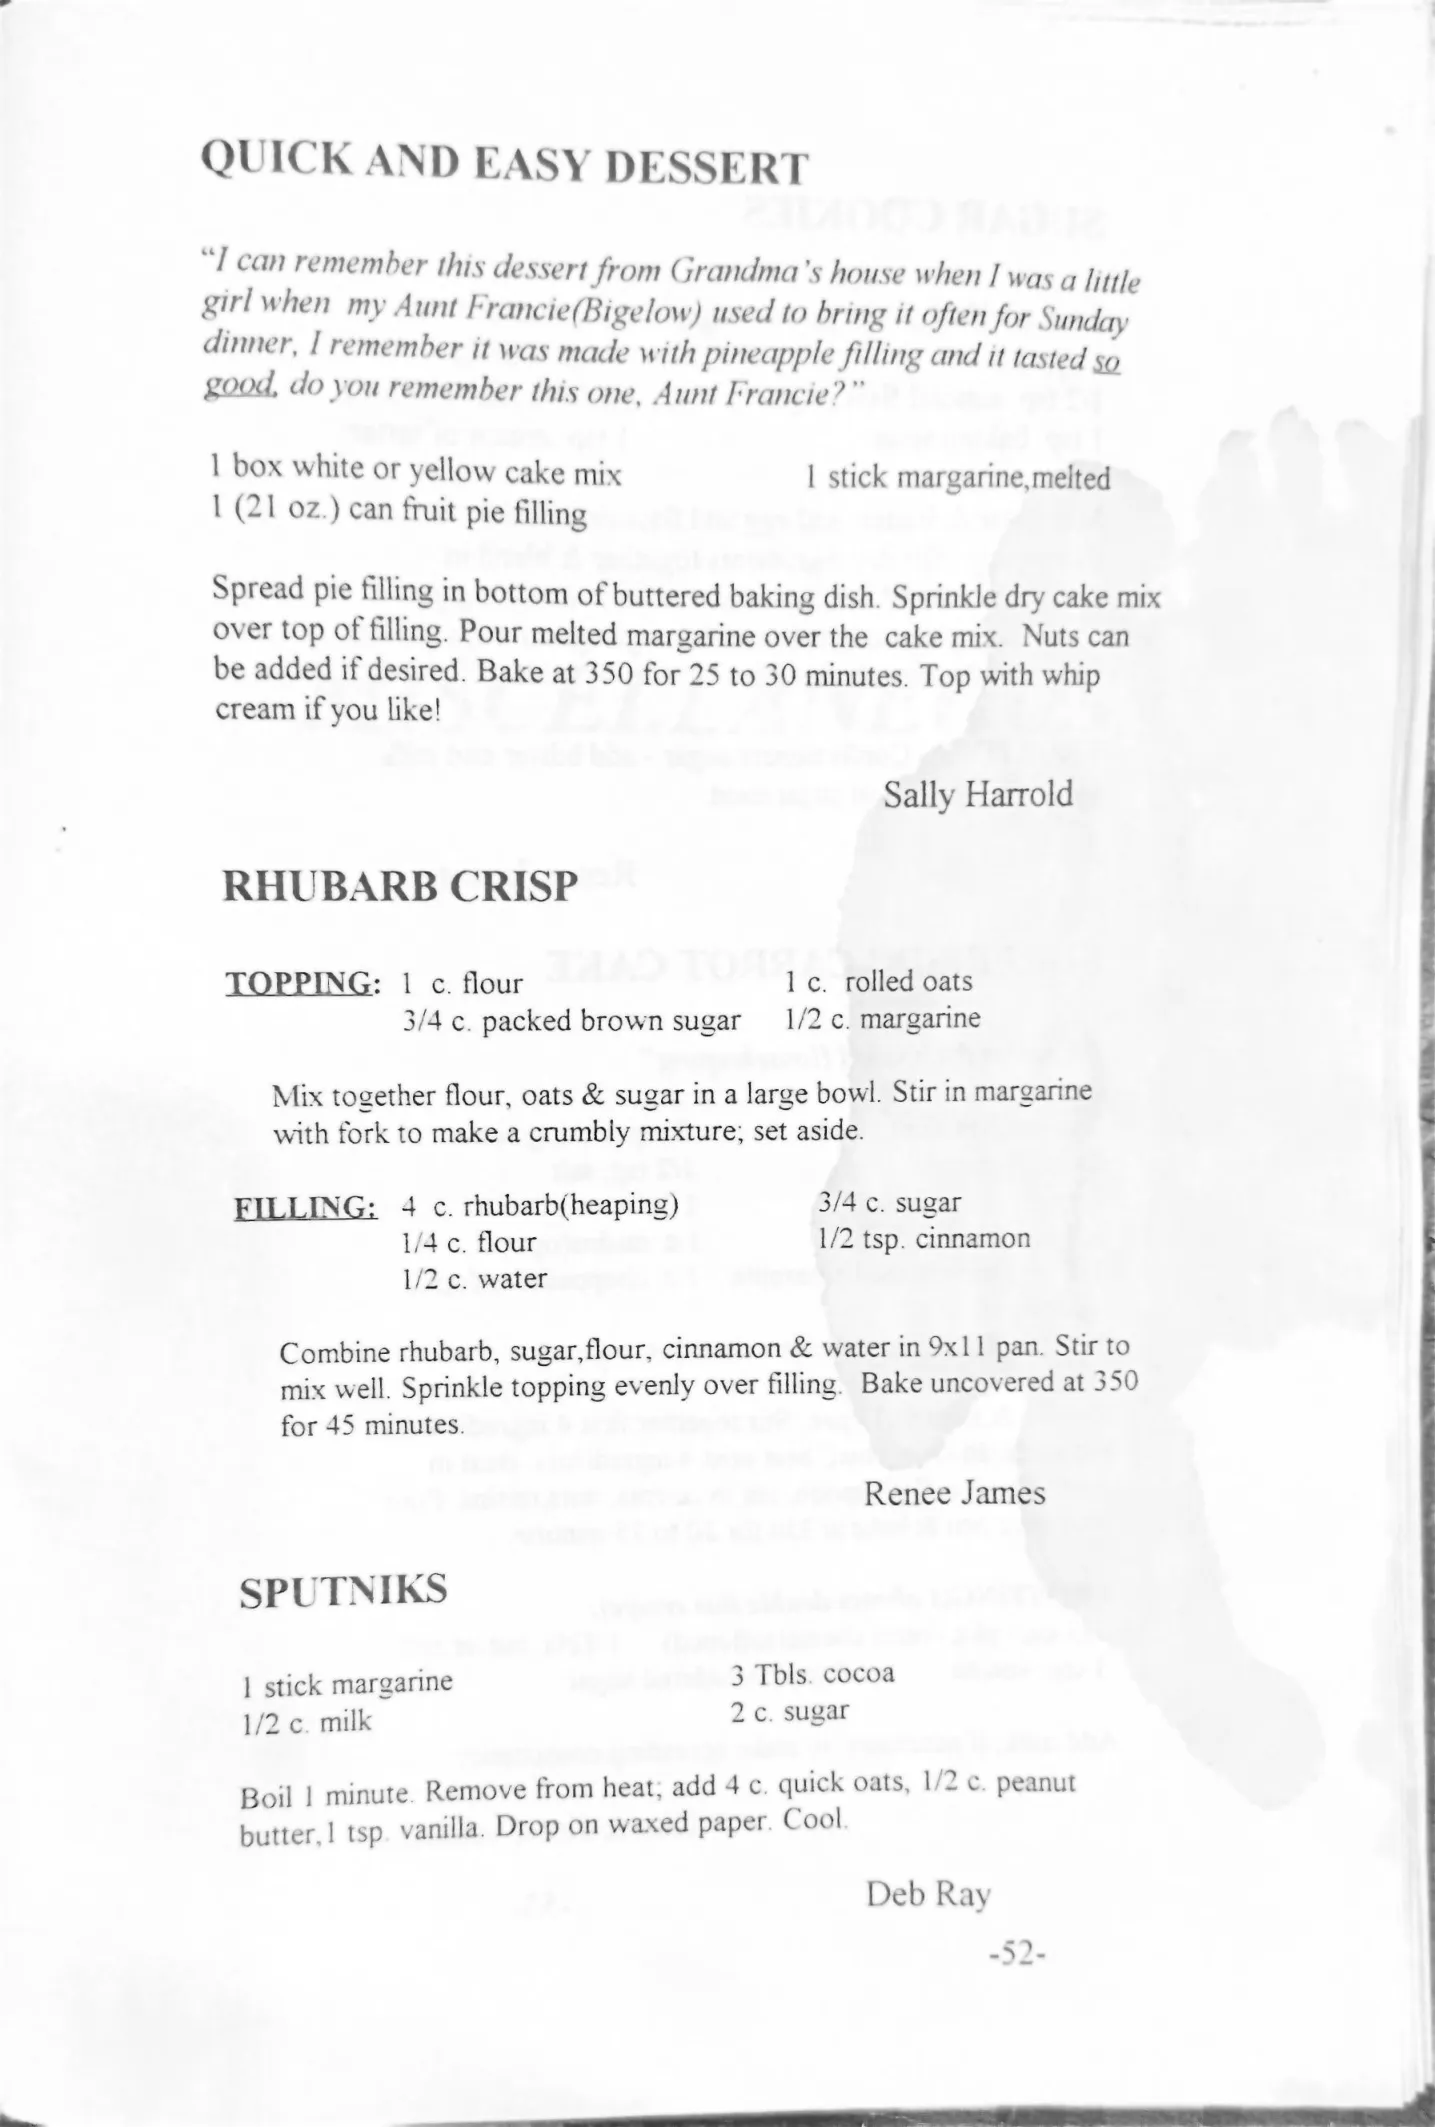 QUICK AND EASY DESSERT
“I can remember this dessert from Grandma's house when I was a little
girl when my Aunt Francie(Bigelow) used to bring it often for Sunday
dinner, I remember it was made with pineapple filling and it tasted so
good, do you remember this one, Aunt Francie?”
1 box white or yellow cake mix 1 stick margarine,melted
1 (21 oz.) can fruit pie filling
Spread pie filling in bottom of buttered baking dish. Sprinkle dry cake mix
over top of filling. Pour melted margarine over the cake mix. Nuts can
be added if desired. Bake at 350 for 25 to 30 minutes. Top with whip
cream if you like!
Sally Harrold
RHUBARB CRISP
TOPPING: 1 c. flour 1 c. rolled oats
3/4 c. packed brown sugar 1/2 c. margarine
Mix together flour, oats & sugar in a large bowl. Stir in margarine
with fork to make a crumbly mixture; set aside.
FILLING: 4 c. rhubarb(heaping) 3/4 c. sugar
1/4 c. flour 1/2 tsp. cinnamon
1/2 c. water
Combine rhubarb, sugar,flour, cinnamon & water in 9x11 pan. Stir to
mix well. Sprinkle topping evenly over filling. Bake uncovered at 350
for 45 minutes.
Renee James
SPUTNIKS
1 stick margarine 3 Tbls. cocoa
1/2 c. milk 2 c. sugar
Boil 1 minute. Remove from heat; add 4 c. quick oats, 1/2 c. peanut
butter,1 tsp. vanilla. Drop on waxed paper. Cool.
Deb Ray
-52-